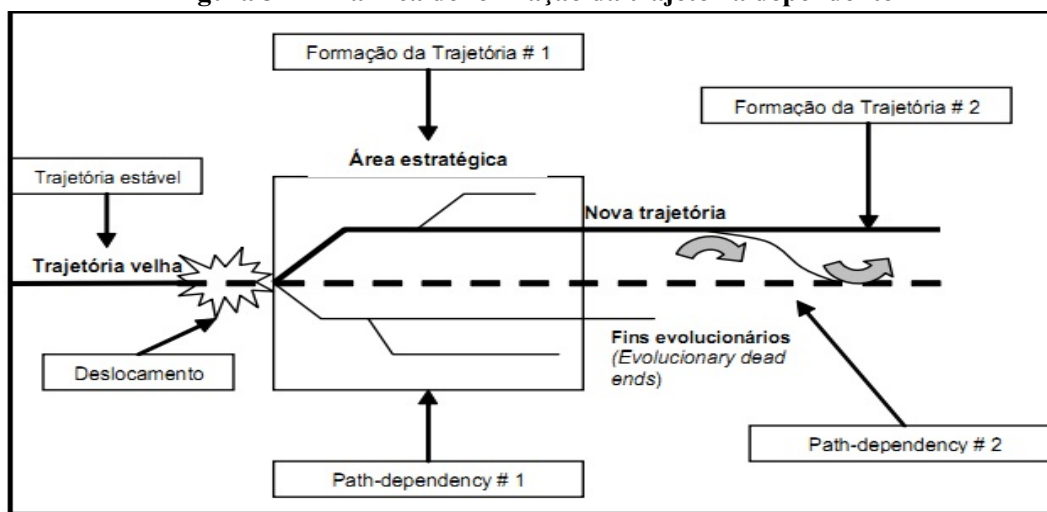 Formação da Trajetória # 1
Formação da Trajetória # 2
Área estratégica
Trajetória estável
Nova trajetória
Trajetória velha
Fins evolucionários
(Evolucionary dead
ends)
Deslocamento
Path-dependency # 2
Path-dependency # 1